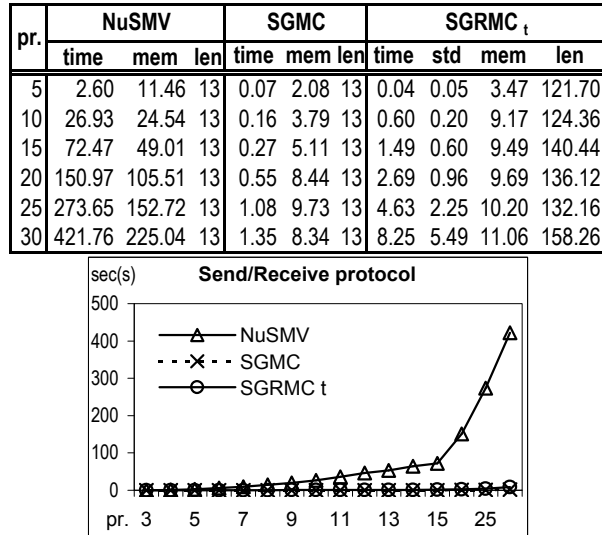 pr. NuSMV SGMC SGRMC t
time mem len time mem len time std mem len
5 2.60 11.46 13 0.07 2.08 13 0.04 0.05 3.47 121.70
10 26.93 24.54 13 0.16 3.79 13 0.60 0.20 9.17 124.36
15 72.47 49.01 13 0.27 5.11 13 1.49 0.60 9.49 140.44
20 150.97 105.51 13 0.55 8.44 13 2.69 0.96 9.69 136.12
25 273.65 152.72 13 1.08 9.73 13 4.63 2.25 10.20 132.16
30 421.76 225.04 13 1.35 8.34 13 8.25 5.49 11.06 158.26
sec(s) Send/Receive protocol
500
400
300
200
100
0
NuSMV
SGMC
SGRMC t
pr. 3 5 7 9 11 13 15 25